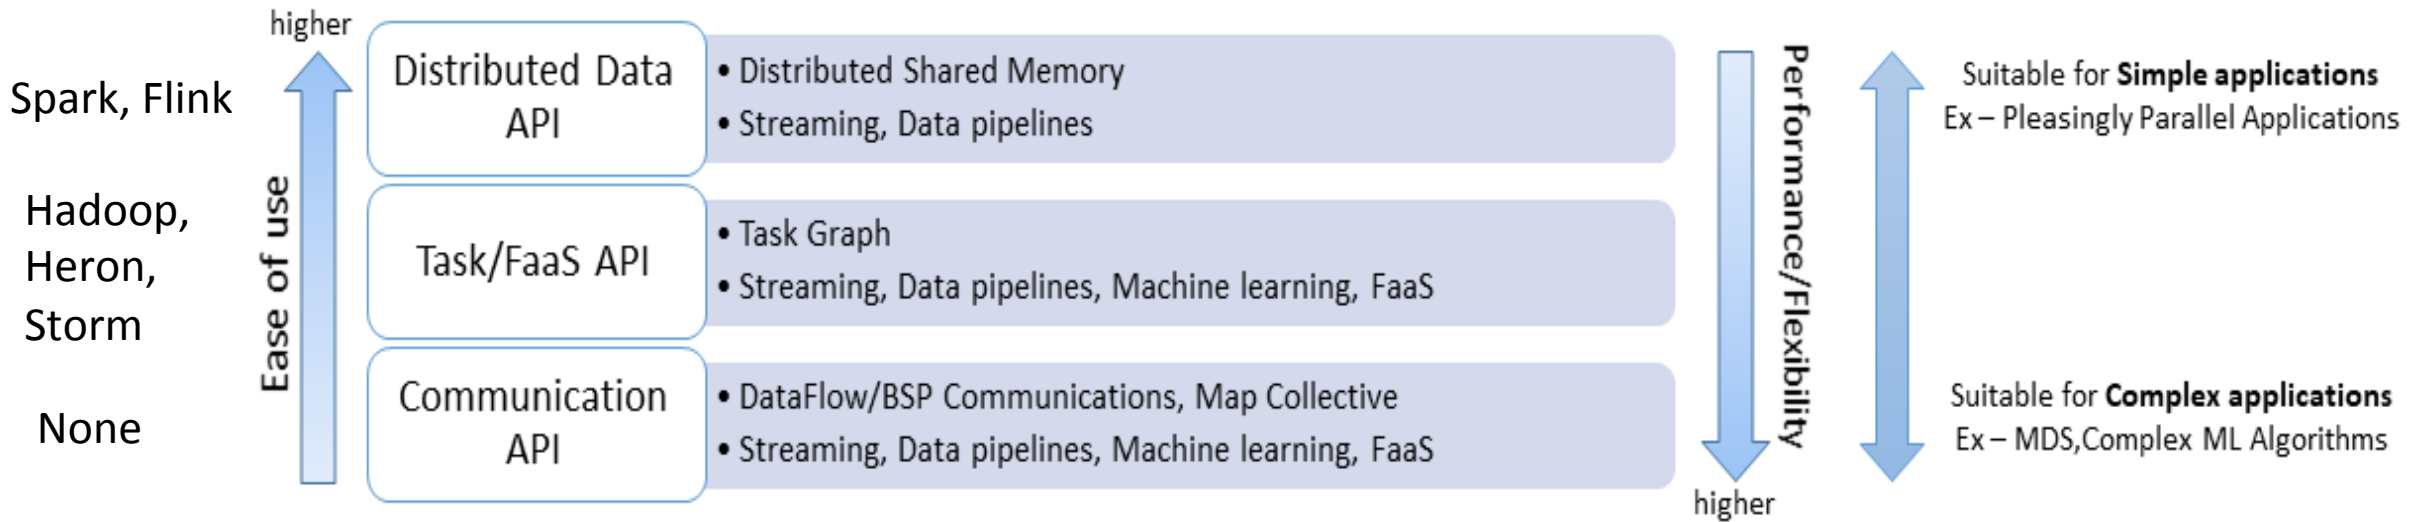 Spark, Flink
Hadoop,
Heron,
Storm
None
higher
Ease of use
Distributed Data
API
• Distributed Shared Memory
• Streaming, Data pipelines
Task/FaaS API
• Task Graph
• Streaming, Data pipelines, Machine learning, FaaS
Communication
API
• DataFlow/BSP Communications, Map Collective
• Streaming, Data pipelines, Machine learning, FaaS
Performance/Flexibility
higher
Suitable for Simple applications
Ex – Pleasingly Parallel Applications
Suitable for Complex applications
Ex – MDS,Complex ML Algorithms